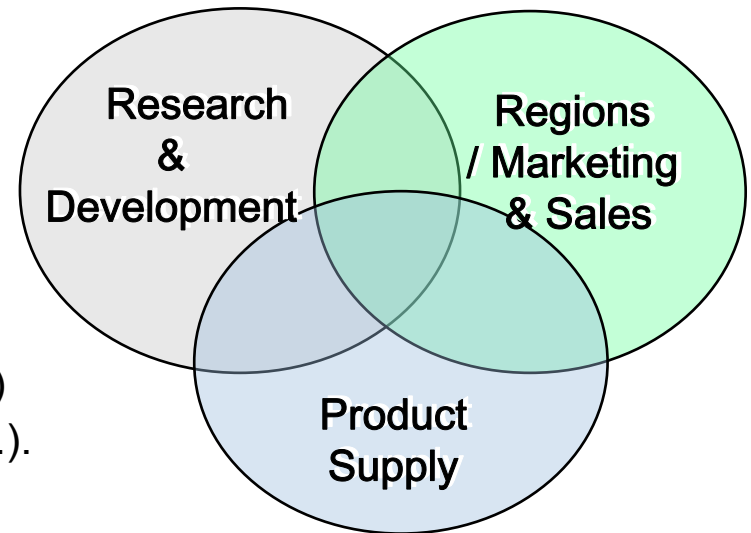 Research
&
Development
Regions
/ Marketing
& Sales
)
.).
Product
Supply